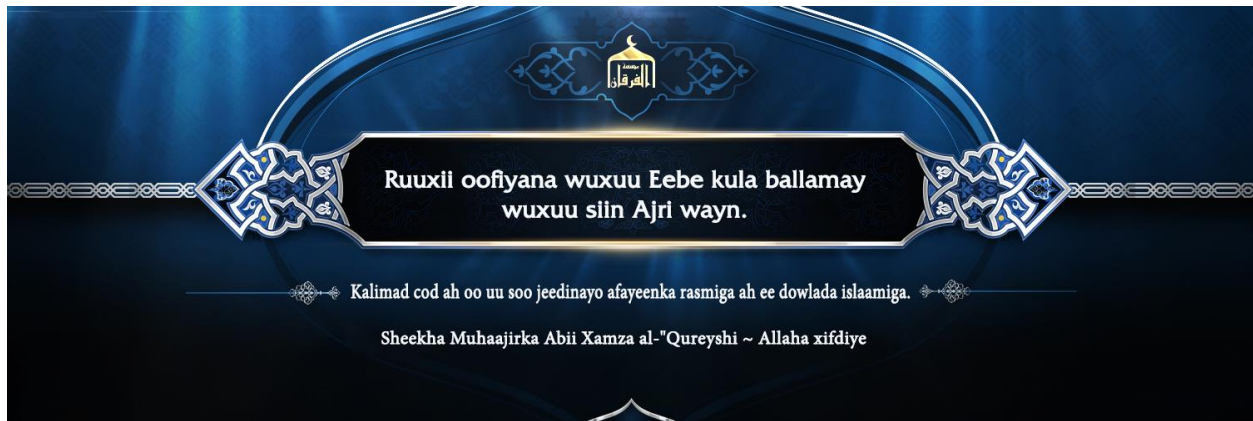 مؤسسة
الفرقان
Ruuxii oofiyana wuxuu Eebe kula ballamay
wuxuu siin Ajri wayn.
Kalimad cod ah oo uu soo jeedinayo afayeenka rasmiga ah ee dowlada islaamiga.
Sheekha Muhaajirka Abii Xamza al-"Qureyshi ~ Allaha xifdiye